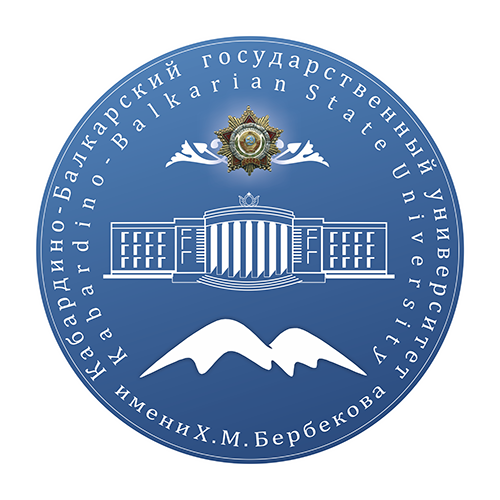 Кабардино-Балкарский государственный университет
имени Х.М.Бербекова
Kabardino-Balkarian State University